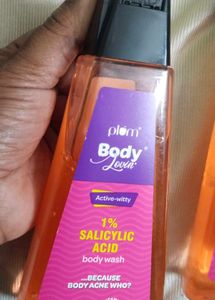 plum
Body
Lovin'
Active-witty
1%
SALICYLIC
ACID
body wash
...BECAUSE
BODY ACNE WHO?